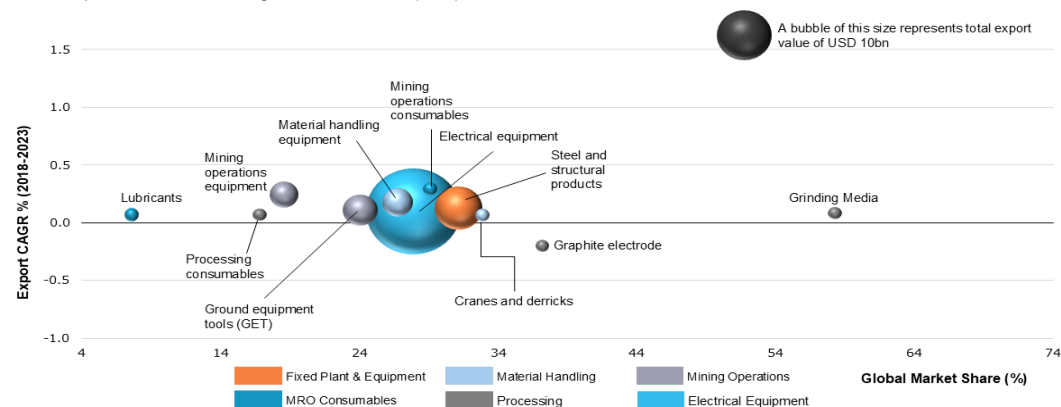 A bubble of this size represents total export
value of USD 10bn
Export CAGR % (2018-2023)
1.5
1.0
0.5
0.0
-0.5
-1.0
Lubricants
Mining
operations
equipment
Material handling
equipment
Mining
operations
consumables
Electrical equipment
Steel and
structural
products
Grinding Media
Processing
consumables
Ground equipment
tools (GET)
Graphite electrode
Cranes and derricks
4
14
24
34
44
54
64
74
Global Market Share (%)
Fixed Plant & Equipment
Material Handling
Mining Operations
MRO Consumables
Processing
Electrical Equipment